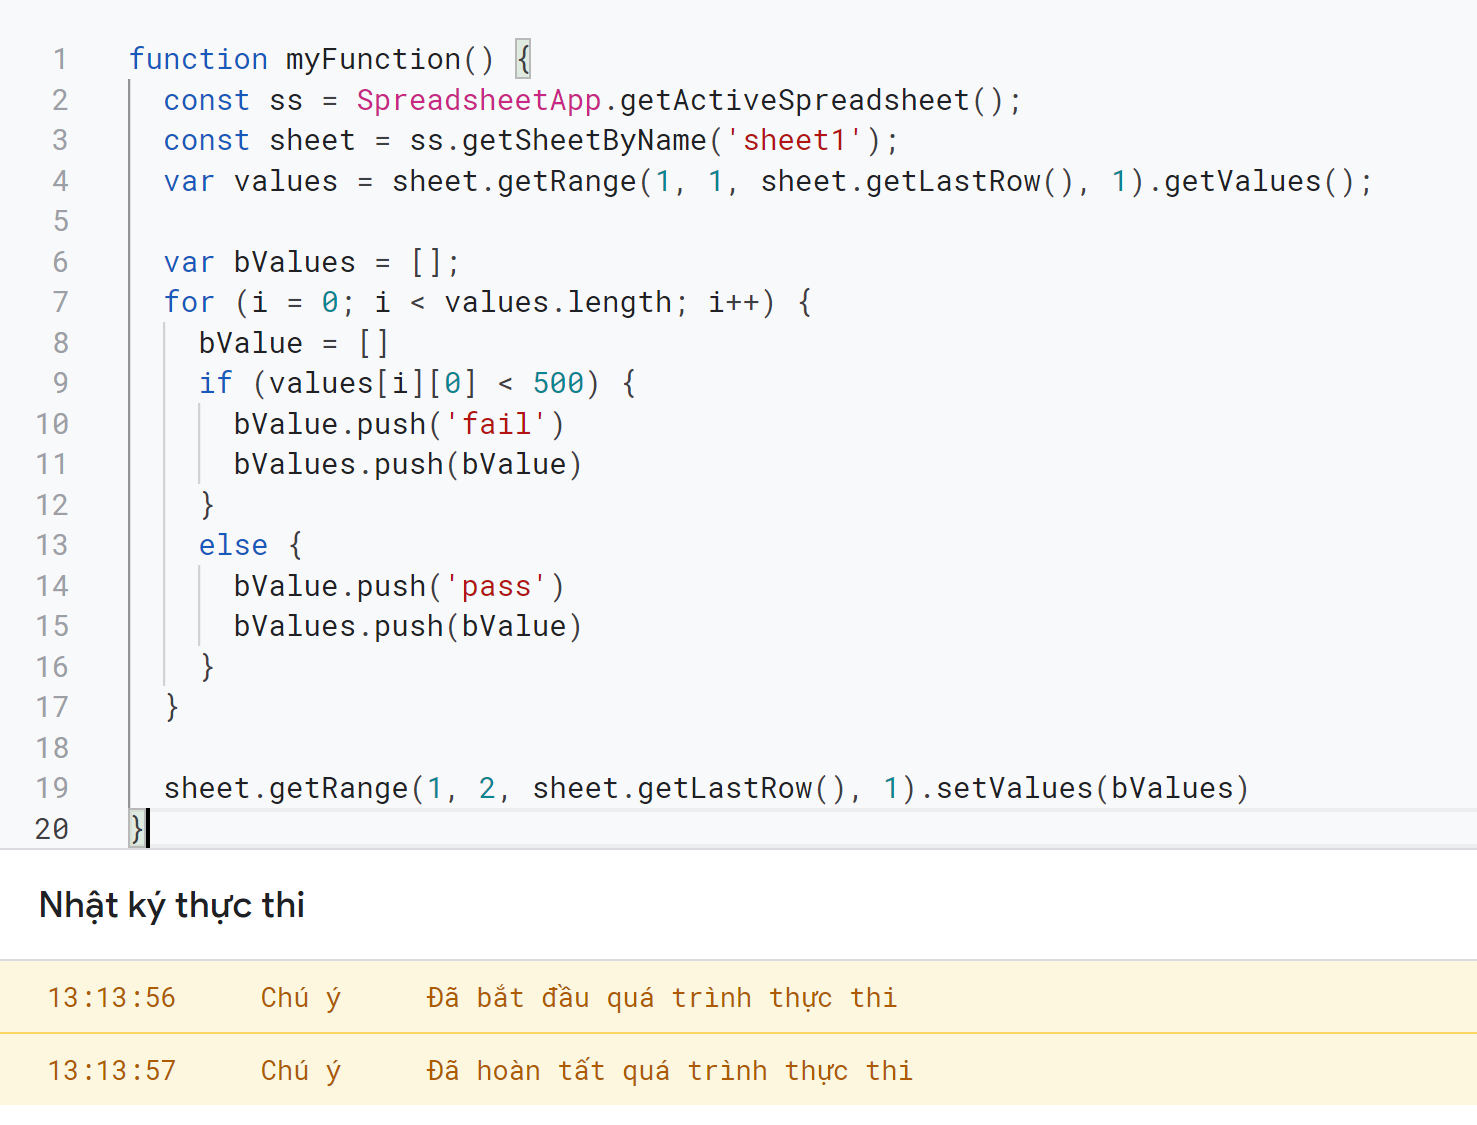 1 function myFunction() {
2 const ss = SpreadsheetApp.getActiveSpreadsheet();
3 const sheet = ss.getSheetByName('sheet1');
4 var values = sheet.getRange(1, 1, sheet.getLastRow(), 1).getValues();
5
6 var bValues = [];
7 for (i = 0; i < values.length; i++) {
8 bValue = []
9 if (values[i][0] < 500) {
10 bValue.push('fail')
11 bValues.push(bValue)
12 }
13 else {
14 bValue.push('pass')
15 bValues.push(bValue)
16 }
17 }
18
19 sheet.getRange(1, 2, sheet.getLastRow(), 1).setValues(bValues)
20 }
Nhật ký thực thi
13:13:56 Chú ý Đã bắt đầu quá trình thực thi
13:13:57 Chú ý Đã hoàn tất quá trình thực thi